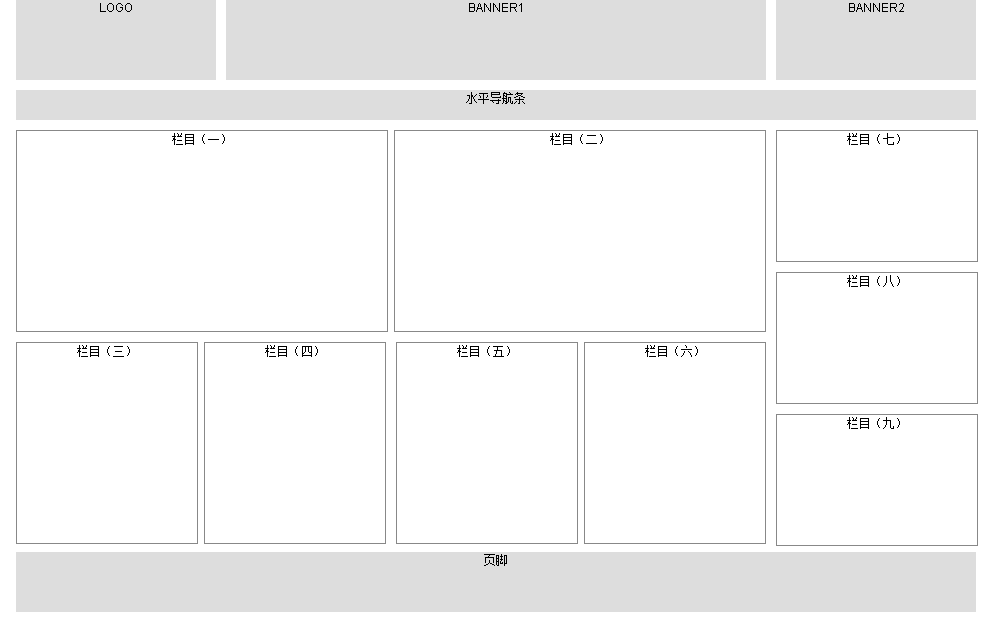 LOGO
BANNER1
BANNER2
水平导航条
栏目（一）
栏目（二）
栏目（七）
栏目（八）
栏目（三）
栏目（四）
栏目（五）
栏目（六）
栏目（九）
页脚